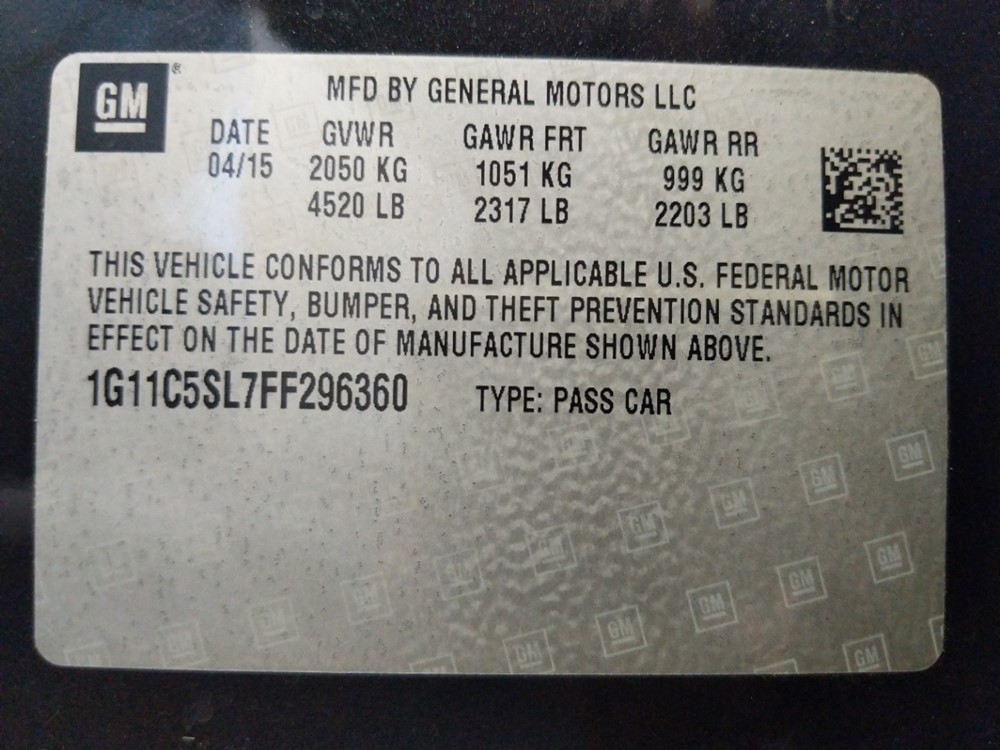 GM ®
MFD BY GENERAL MOTORS LLC
DATE GVWR GAWR FRT GAWR RR
04/15 2050 KG 1051 KG 999 KG
4520 LB 2317 LB 2203 LB
THIS VEHICLE CONFORMS TO ALL APPLICABLE U.S. FEDERAL MOTOR
VEHICLE SAFETY, BUMPER, AND THEFT PREVENTION STANDARDS IN
EFFECT ON THE DATE OF MANUFACTURE SHOWN ABOVE.
1G11C5SL7FF296360 TYPE: PASS CAR